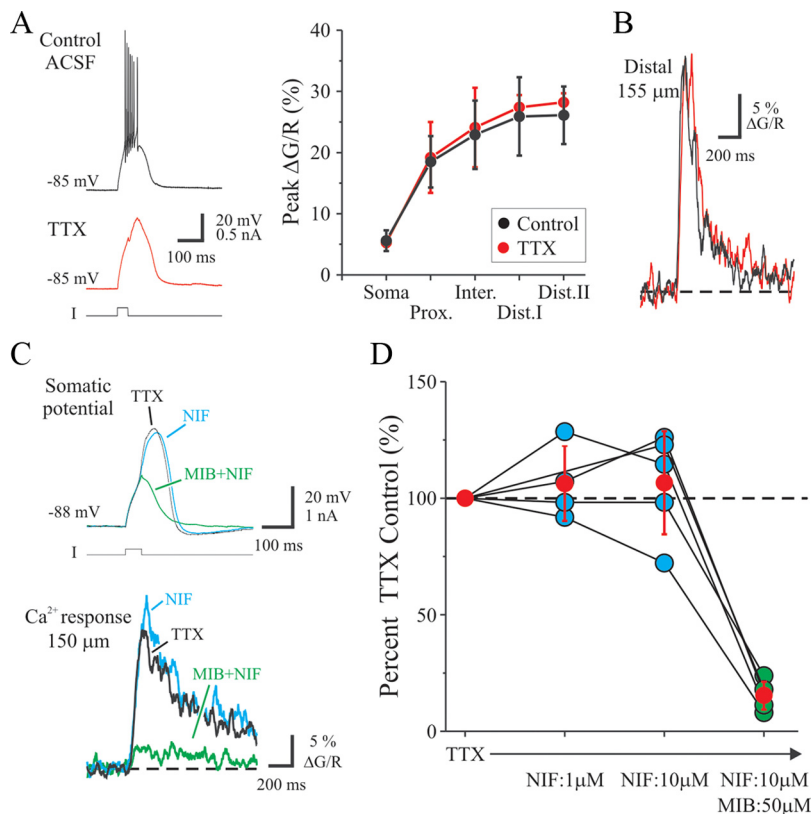 A
Control
ACSF
-85 mV
TTX
20 mV
0.5 nA
100 ms
-85 mV
I
Peak ΔG/R (%)
40
30
20
10
0
Control
TTX
Soma
Inter.
Dist.II
Prox.
Dist.I
B
Distal
155 μm
5 %
ΔG/R
200 ms
C
Somatic
potential
TTX
NIF
MIB+NIF
-88 mV
20 mV
1 nA
100 ms
I
Ca²⁺ response
150 μm
NIF
TTX
MIB+NIF
5 %
ΔG/R
200 ms
D
Percent TTX Control (%)
150
100
50
0
TTX
NIF:1μM
NIF:10μM
NIF:10μM
MIB:50μM